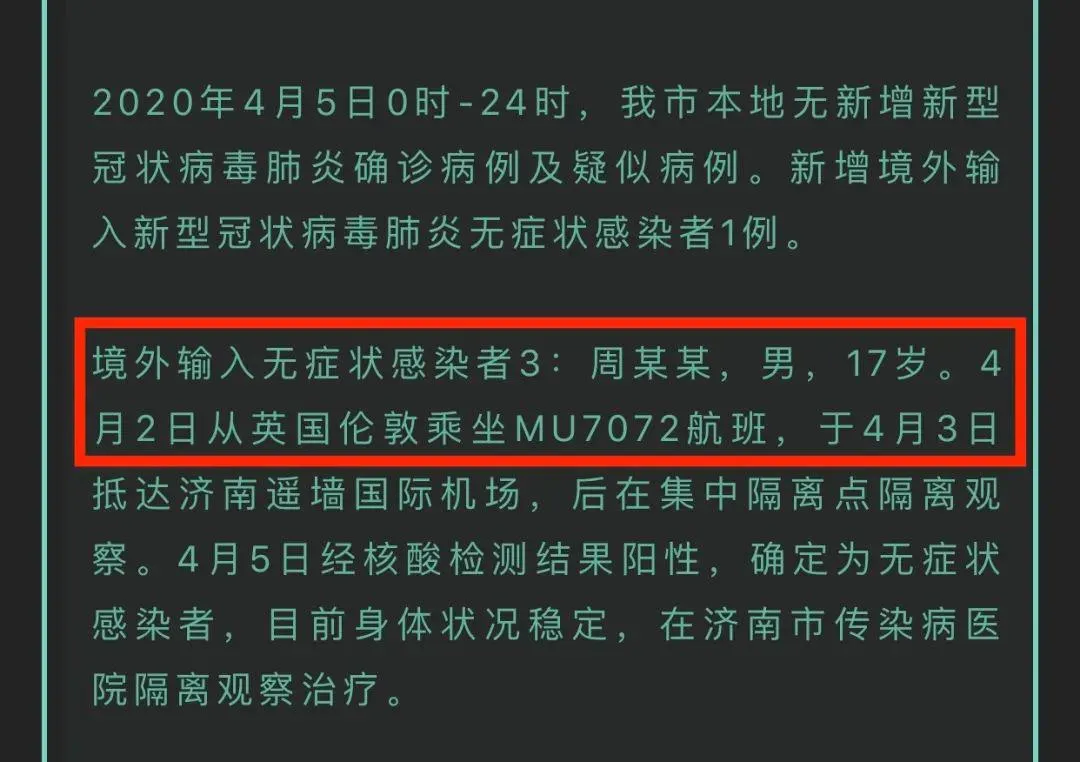 2020年4月5日0时-24时，我市本地无新增新型
冠状病毒肺炎确诊病例及疑似病例。新增境外输
入新型冠状病毒肺炎无症状感染者1例。
境外输入无症状感染者3：周某某，男，17岁。4
月2日从英国伦敦乘坐MU7072航班，于4月3日
抵达济南遥墙国际机场，后在集中隔离点隔离观
察。4月5日经核酸检测结果阳性，确定为无症状
感染者，目前身体状况稳定，在济南市传染病医
院隔离观察治疗。